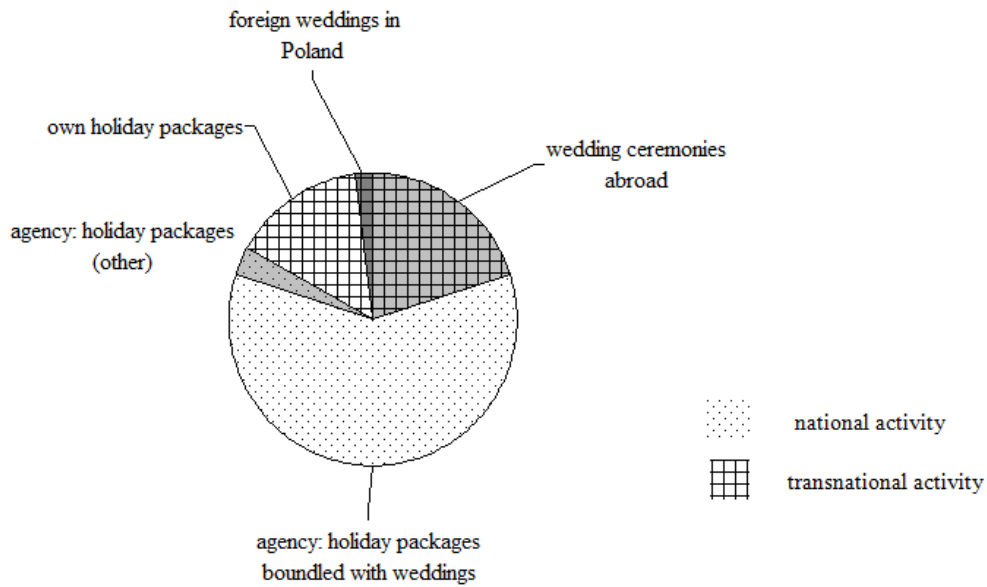 foreign weddings in
Poland
own holiday packages
wedding ceremonies
abroad
agency: holiday packages
(other)
national activity
transnational activity
agency: holiday packages
boundled with weddings